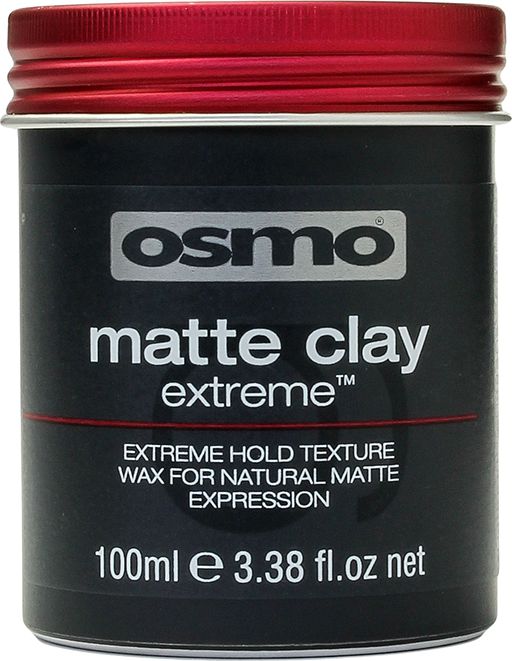 osmo®
matte clay
extreme™
EXTREME HOLD TEXTURE
WAX FOR NATURAL MATTE
EXPRESSION
100ml ℮ 3.38 fl.oz net